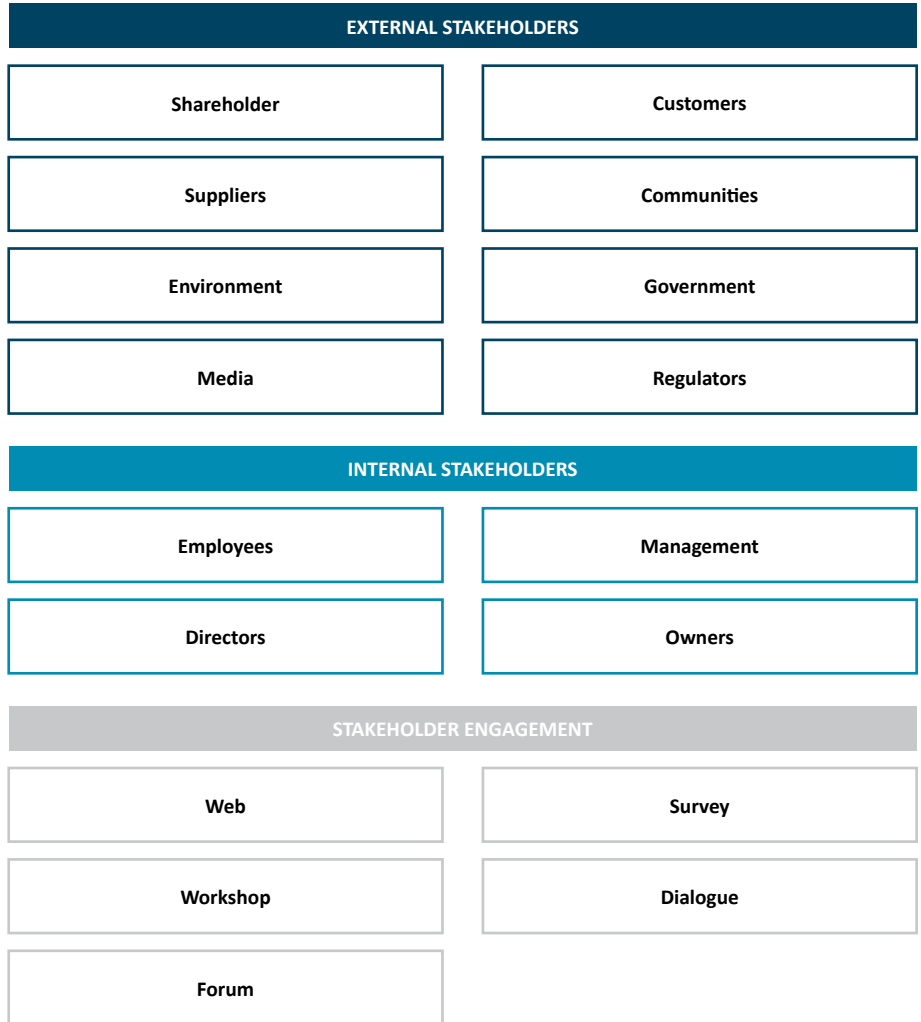 EXTERNAL STAKEHOLDERS
Shareholder
Customers
Suppliers
Communities
Environment
Government
Media
Regulators
INTERNAL STAKEHOLDERS
Employees
Management
Directors
Owners
STAKEHOLDER ENGAGEMENT
Web
Survey
Workshop
Dialogue
Forum